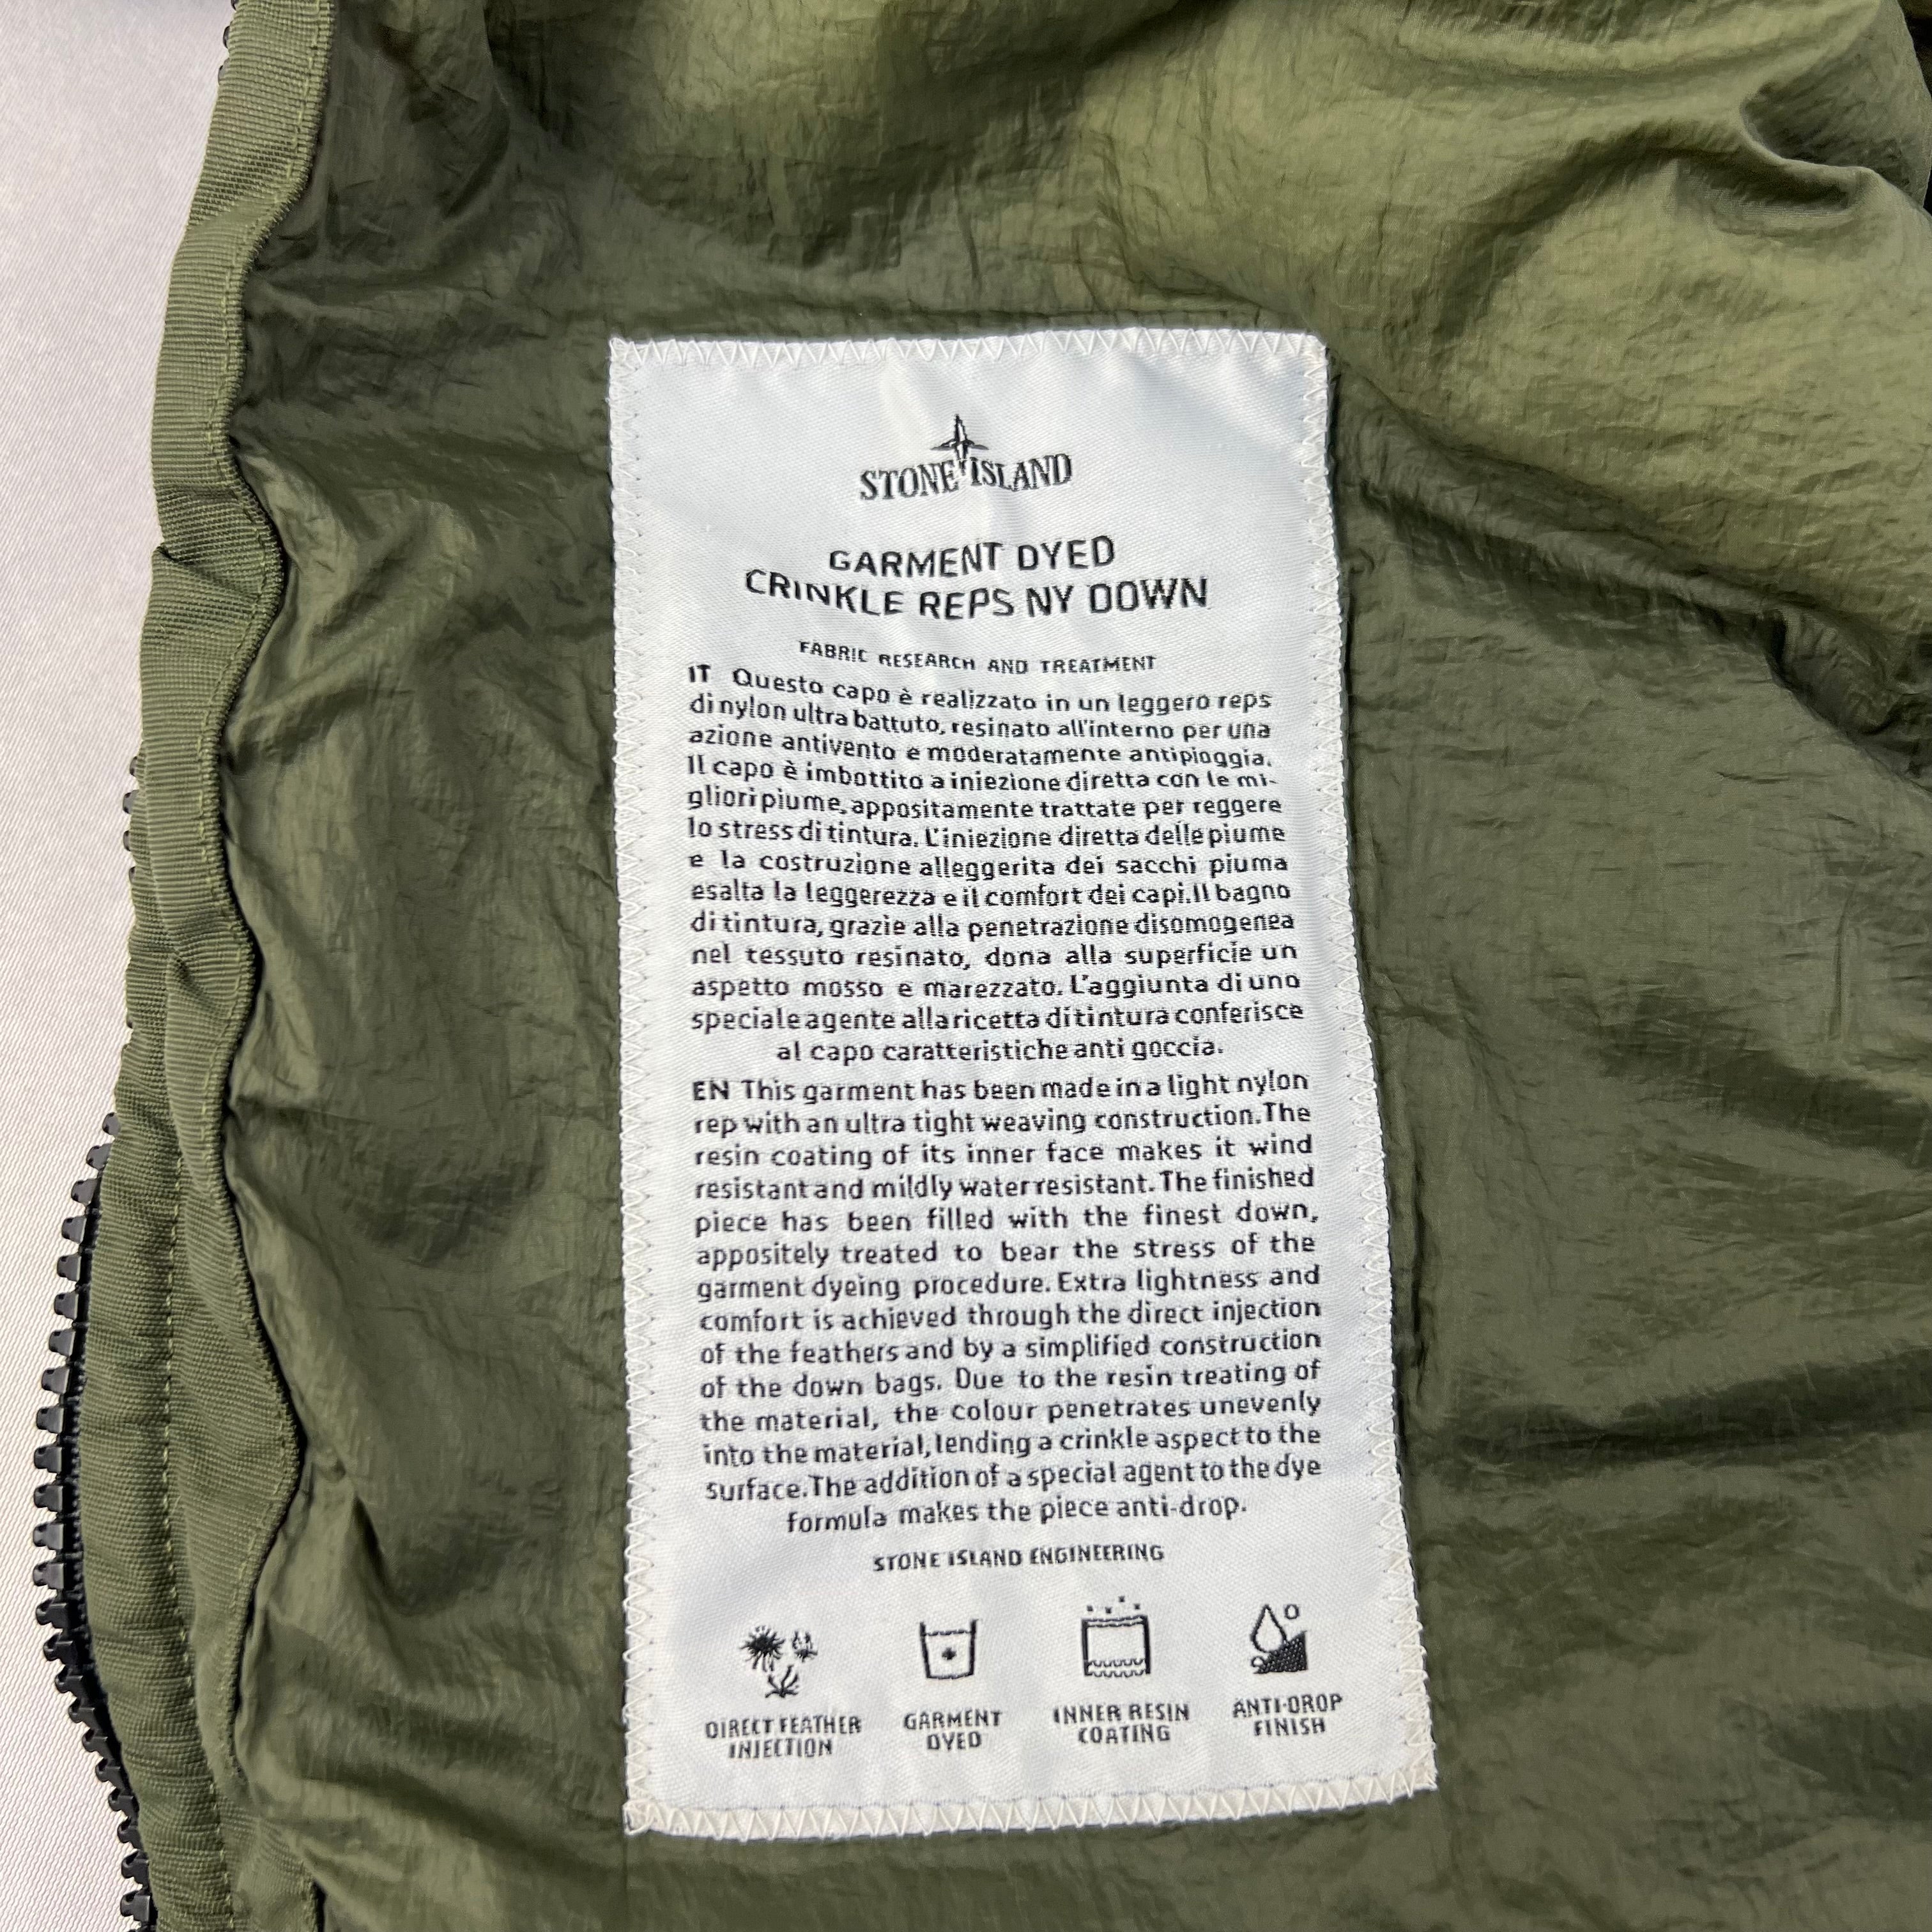 STONE ISLAND
GARMENT DYED
CRINKLE REPS NY DOWN
FABRIC RESEARCH AND TREATMENT
IT Questo capo è realizzato in un leggero reps
di nylon ultra battuto, resinato all'interno per una
azione antivento e moderatamente antipioggia.
Il capo è imbottito a iniezione diretta con le mi-
gliori piume, appositamente trattate per reggere
lo stress di tintura. L'iniezione diretta delle piume
e la costruzione alleggerita dei sacchi piuma
esalta la leggerezza e il comfort dei capi. Il bagno
di tintura, grazie alla penetrazione disomogenea
nel tessuto resinato, dona alla superficie un
aspetto mosso e marezzato. L'aggiunta di uno
speciale agente alla ricetta di tintura conferisce
al capo caratteristiche anti goccia.
EN This garment has been made in a light nylon
rep with an ultra tight weaving construction. The
resin coating of its inner face makes it wind
resistant and mildly water resistant. The finished
piece has been filled with the finest down,
appositely treated to bear the stress of the
garment dyeing procedure. Extra lightness and
comfort is achieved through the direct injection
of the feathers and by a simplified construction
of the down bags. Due to the resin treating of
the material, the colour penetrates unevenly
into the material, lending a crinkle aspect to the
surface. The addition of a special agent to the dye
formula makes the piece anti-drop.
STONE ISLAND ENGINEERING
DIRECT FEATHER
INJECTION
GARMENT
DYED
INNER RESIN
COATING
ANTI-DROP
FINISH